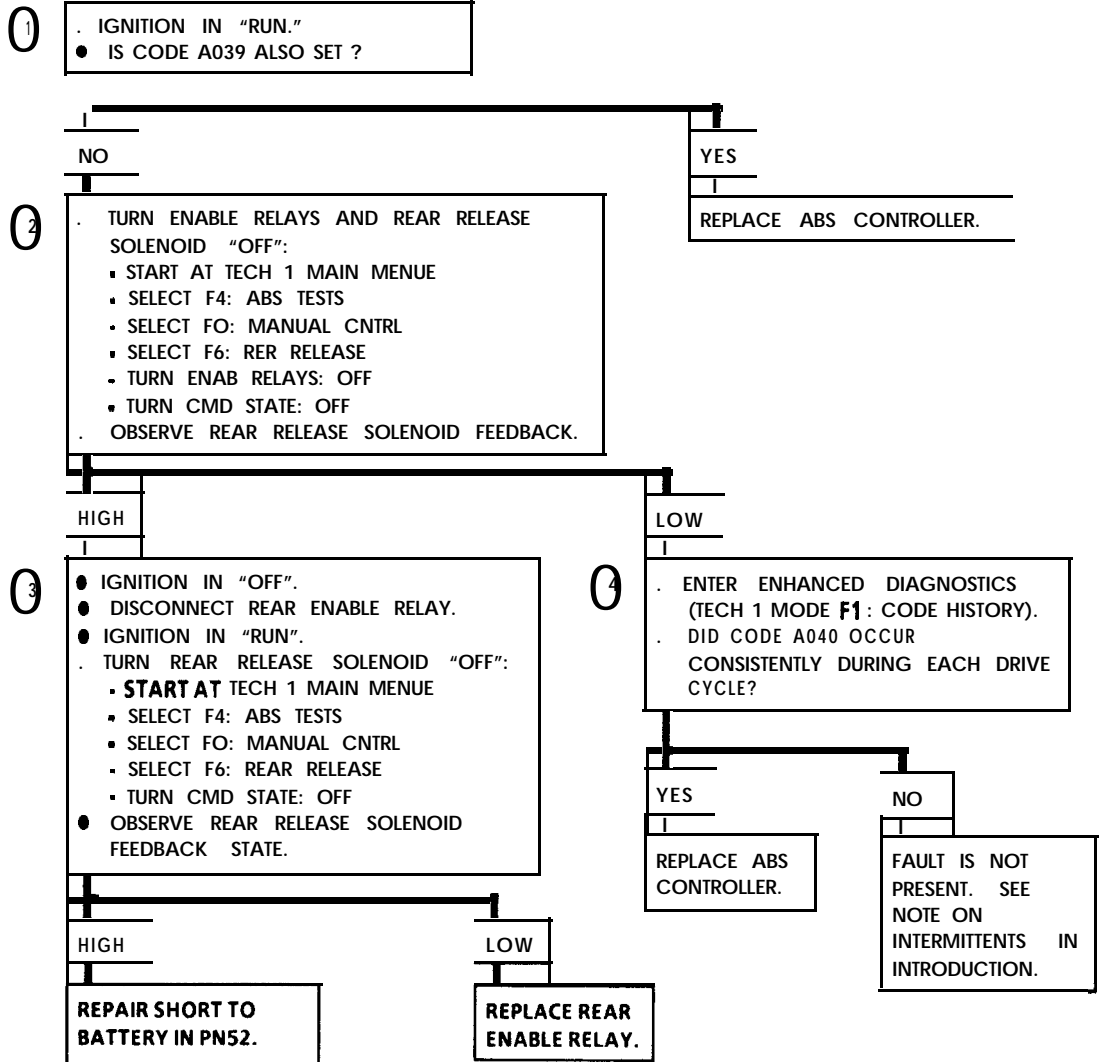 1
. IGNITION IN "RUN."
● IS CODE A039 ALSO SET ?
NO
YES
REPLACE ABS CONTROLLER.
2
. TURN ENABLE RELAYS AND REAR RELEASE
SOLENOID "OFF":
▪ START AT TECH 1 MAIN MENUE
▪ SELECT F4: ABS TESTS
▪ SELECT FO: MANUAL CNTRL
▪ SELECT F6: RER RELEASE
- TURN ENAB RELAYS: OFF
▪ TURN CMD STATE: OFF
. OBSERVE REAR RELEASE SOLENOID FEEDBACK.
HIGH
LOW
3
● IGNITION IN "OFF".
● DISCONNECT REAR ENABLE RELAY.
● IGNITION IN "RUN".
. TURN REAR RELEASE SOLENOID "OFF":
▪ START AT TECH 1 MAIN MENUE
▪ SELECT F4: ABS TESTS
▪ SELECT FO: MANUAL CNTRL
▪ SELECT F6: REAR RELEASE
▪ TURN CMD STATE: OFF
● OBSERVE REAR RELEASE SOLENOID
FEEDBACK STATE.
4
. ENTER ENHANCED DIAGNOSTICS
(TECH 1 MODE F1: CODE HISTORY).
. DID CODE A040 OCCUR
CONSISTENTLY DURING EACH DRIVE
CYCLE?
YES
REPLACE ABS
CONTROLLER.
NO
FAULT IS NOT
PRESENT. SEE
NOTE ON
INTERMITTENTS IN
INTRODUCTION.
HIGH
REPAIR SHORT TO
BATTERY IN PN52.
LOW
REPLACE REAR
ENABLE RELAY.